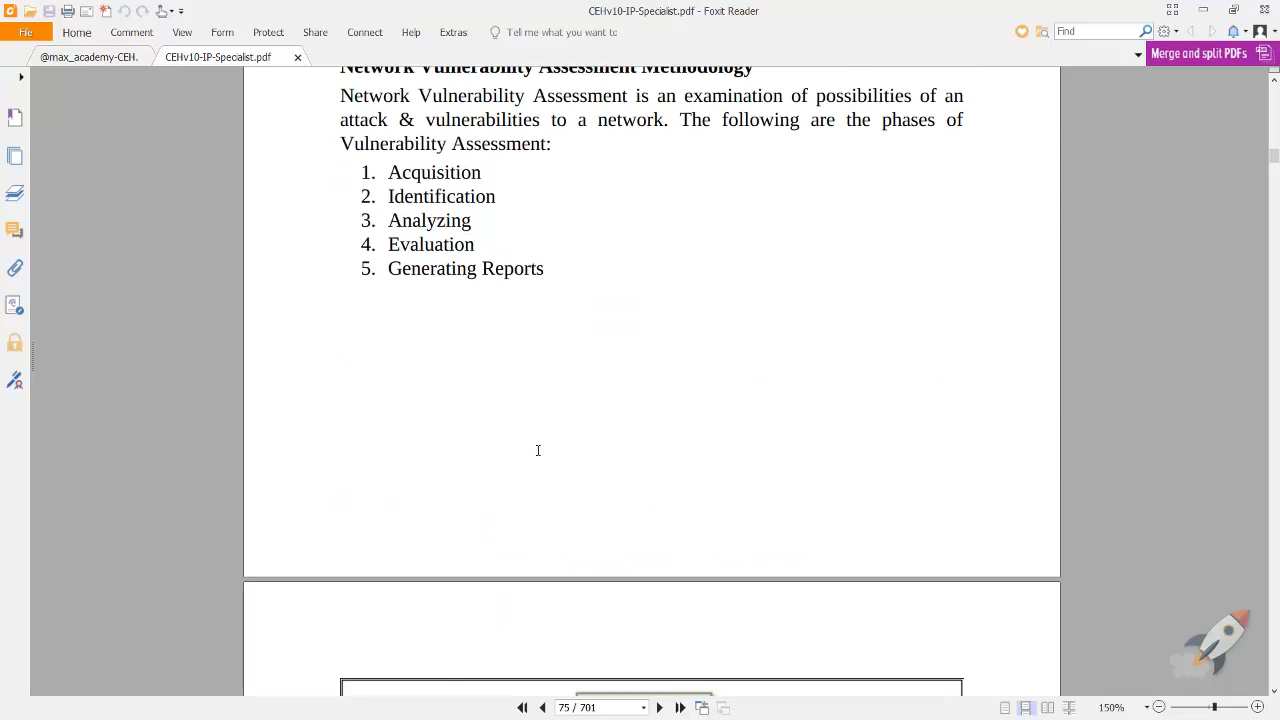 CEHv10-IP-Specialist.pdf - Foxit Reader
File Home Comment View Form Protect Share Connect Help Extras Tell me what you want to Find
@max_academy-CEH. CEHv10-IP-Specialist.pdf Merge and split PDFs
Network Vulnerability Assessment Methodology
Network Vulnerability Assessment is an examination of possibilities of an
attack & vulnerabilities to a network. The following are the phases of
Vulnerability Assessment:
1. Acquisition
2. Identification
3. Analyzing
4. Evaluation
5. Generating Reports
75 / 701 150%